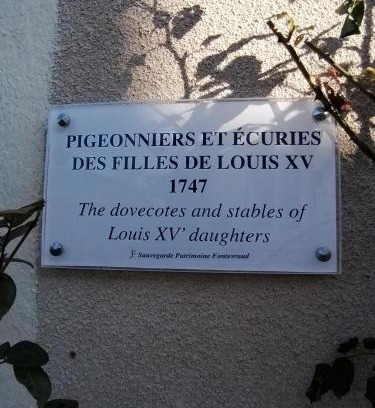 PIGEONNIERS ET ÉCURIES
DES FILLES DE LOUIS XV
1747
The dovecotes and stables of
Louis XV' daughters
Sauvegarde Patrimoine Fontevraud